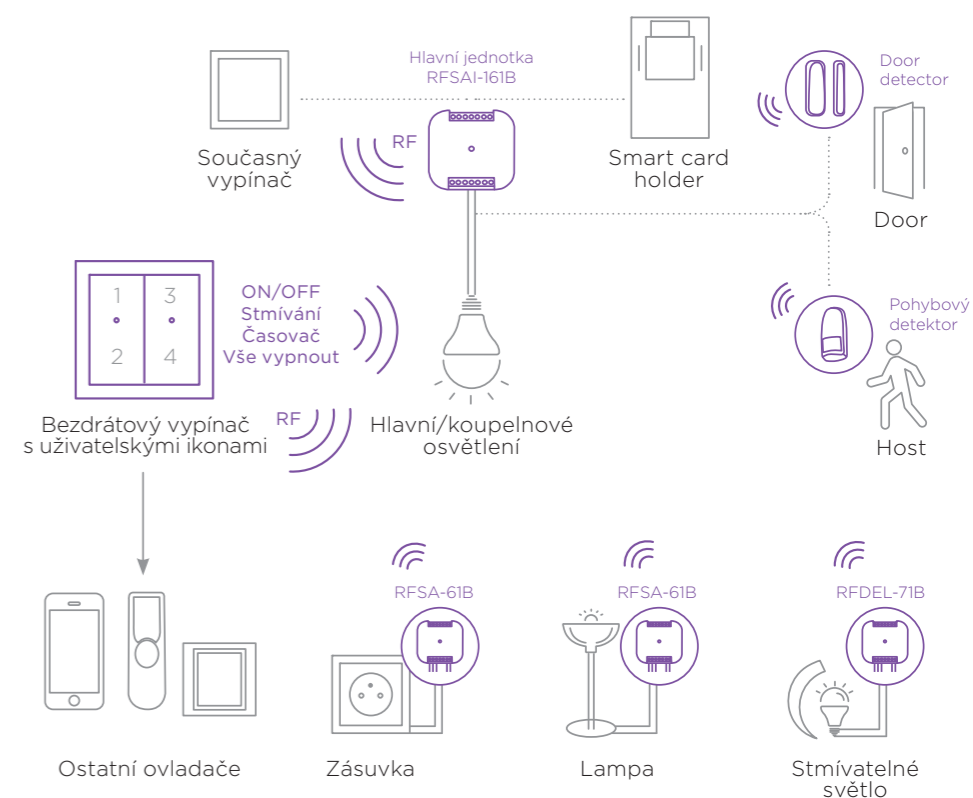 Hlavní jednotka
RFSAI-161B
Door
detector
RF
Současný
vypínač
Smart card
holder
Door
1
3
2
4
ON/OFF
Stmívání
Časovač
Vše vypnout
Pohybový
detektor
Bezdrátový vypínač
s uživatelskými ikonami
RF
Hlavní/koupelnové
osvětlení
Host
RFSA-61B
RFSA-61B
RFDEL-71B
Ostatní ovladače
Zásuvka
Lampa
Stmívatelné
světlo